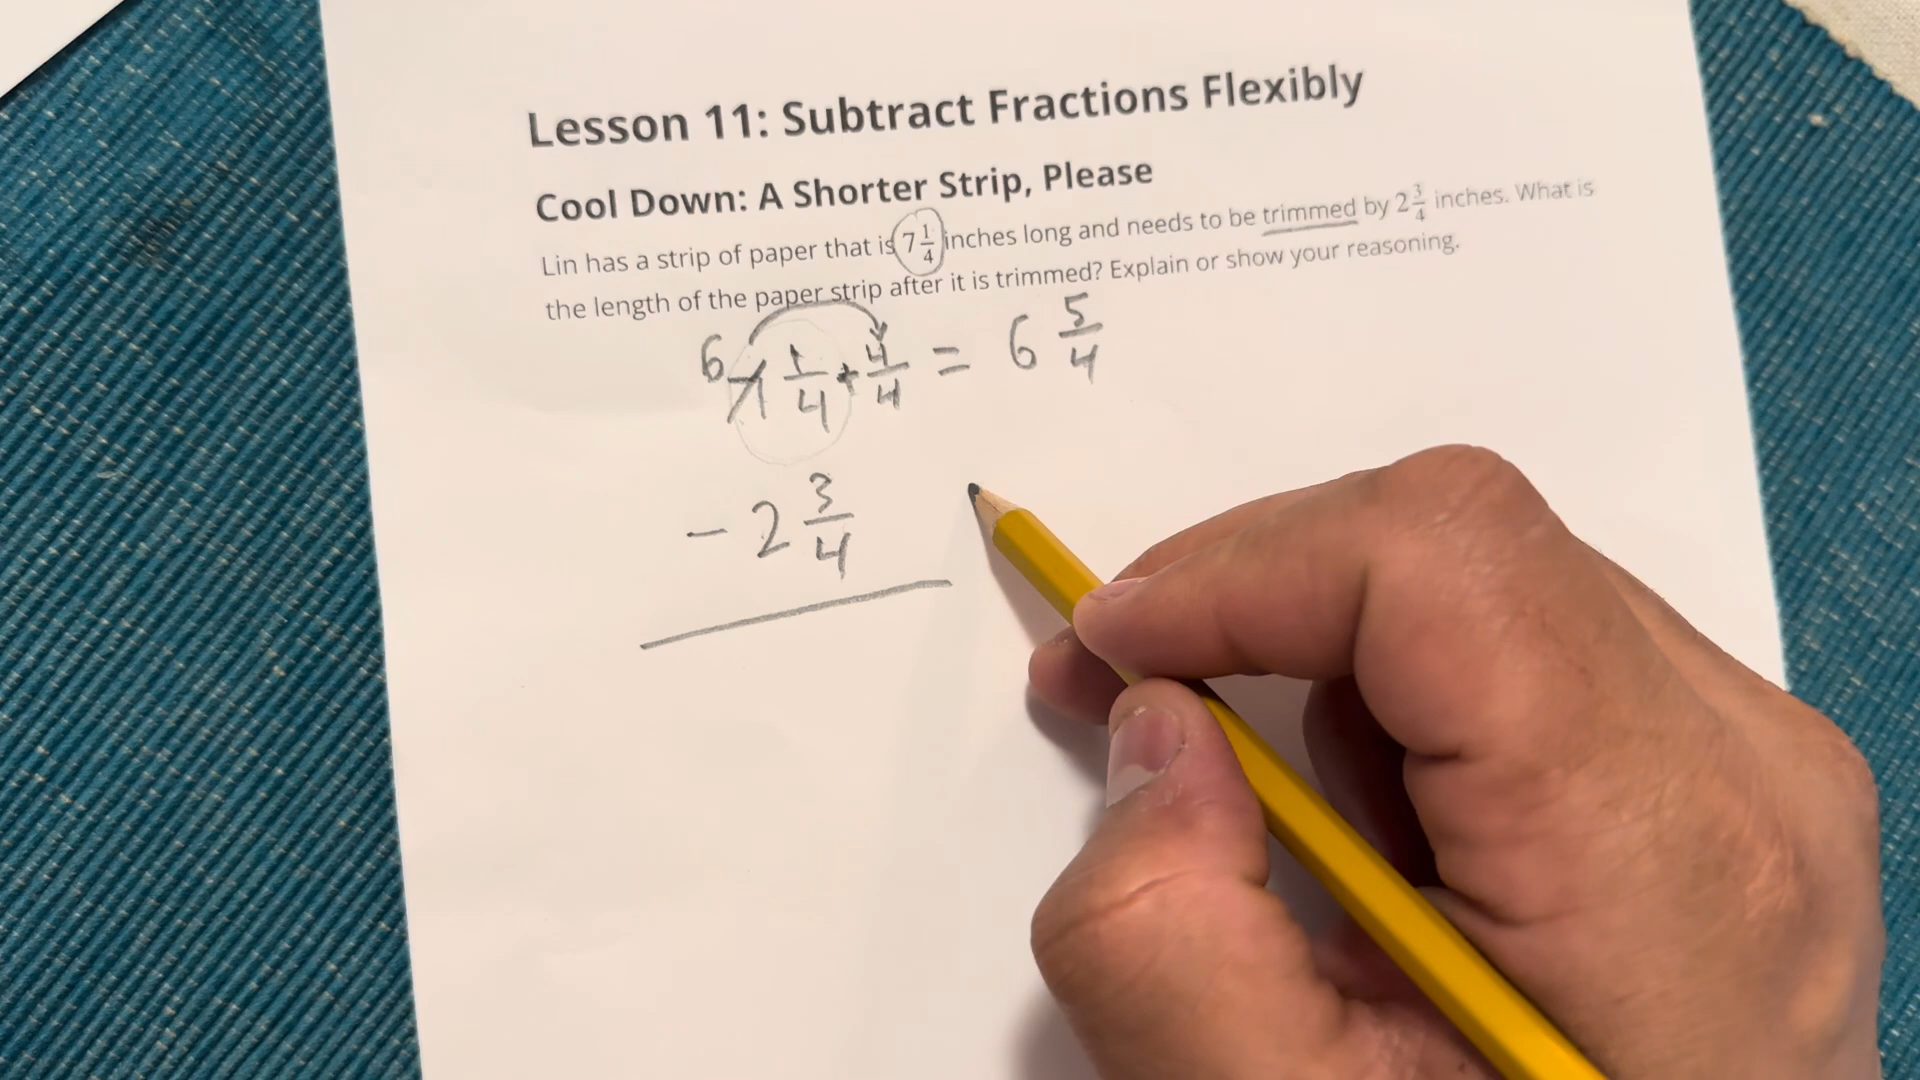 Lesson 11: Subtract Fractions Flexibly
Cool Down: A Shorter Strip, Please
Lin has a strip of paper that is 7 1/4 inches long and needs to be trimmed by 2 3/4 inches. What is
the length of the paper strip after it is trimmed? Explain or show your reasoning.
6 7 1/4 + 4/4 = 6 5/4
- 2 3/4